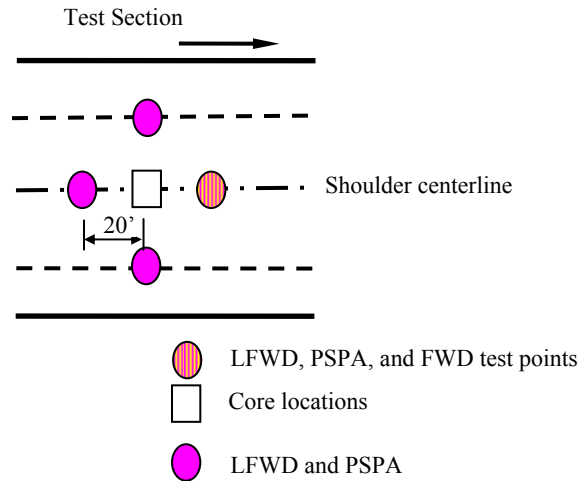 Test Section
Shoulder centerline
20’
LFWD, PSPA, and FWD test points
Core locations
LFWD and PSPA